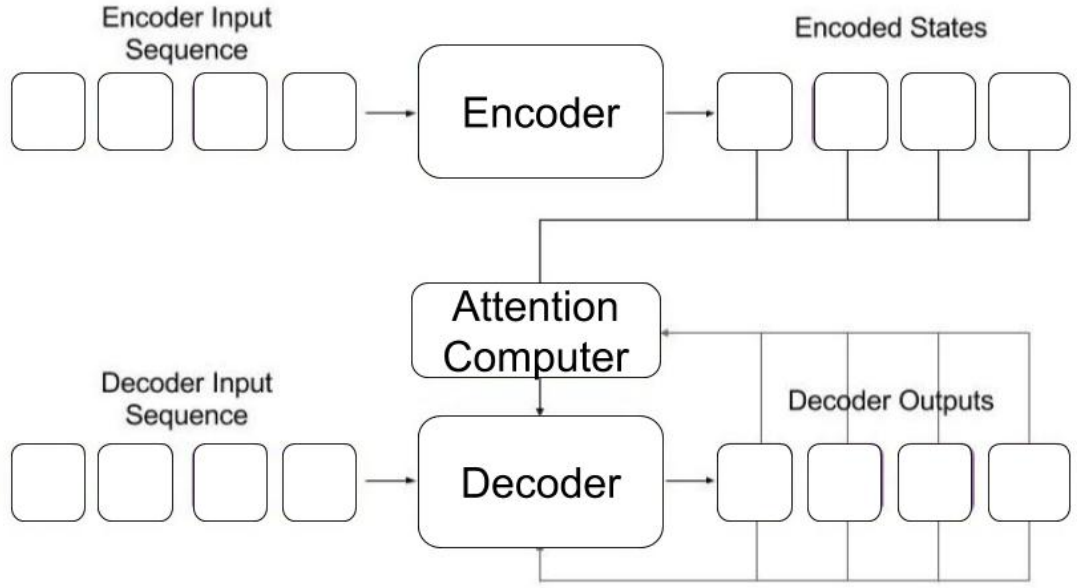 Encoder Input
Sequence
Encoder
Encoded States
Attention
Computer
Decoder Input
Sequence
Decoder
Decoder Outputs